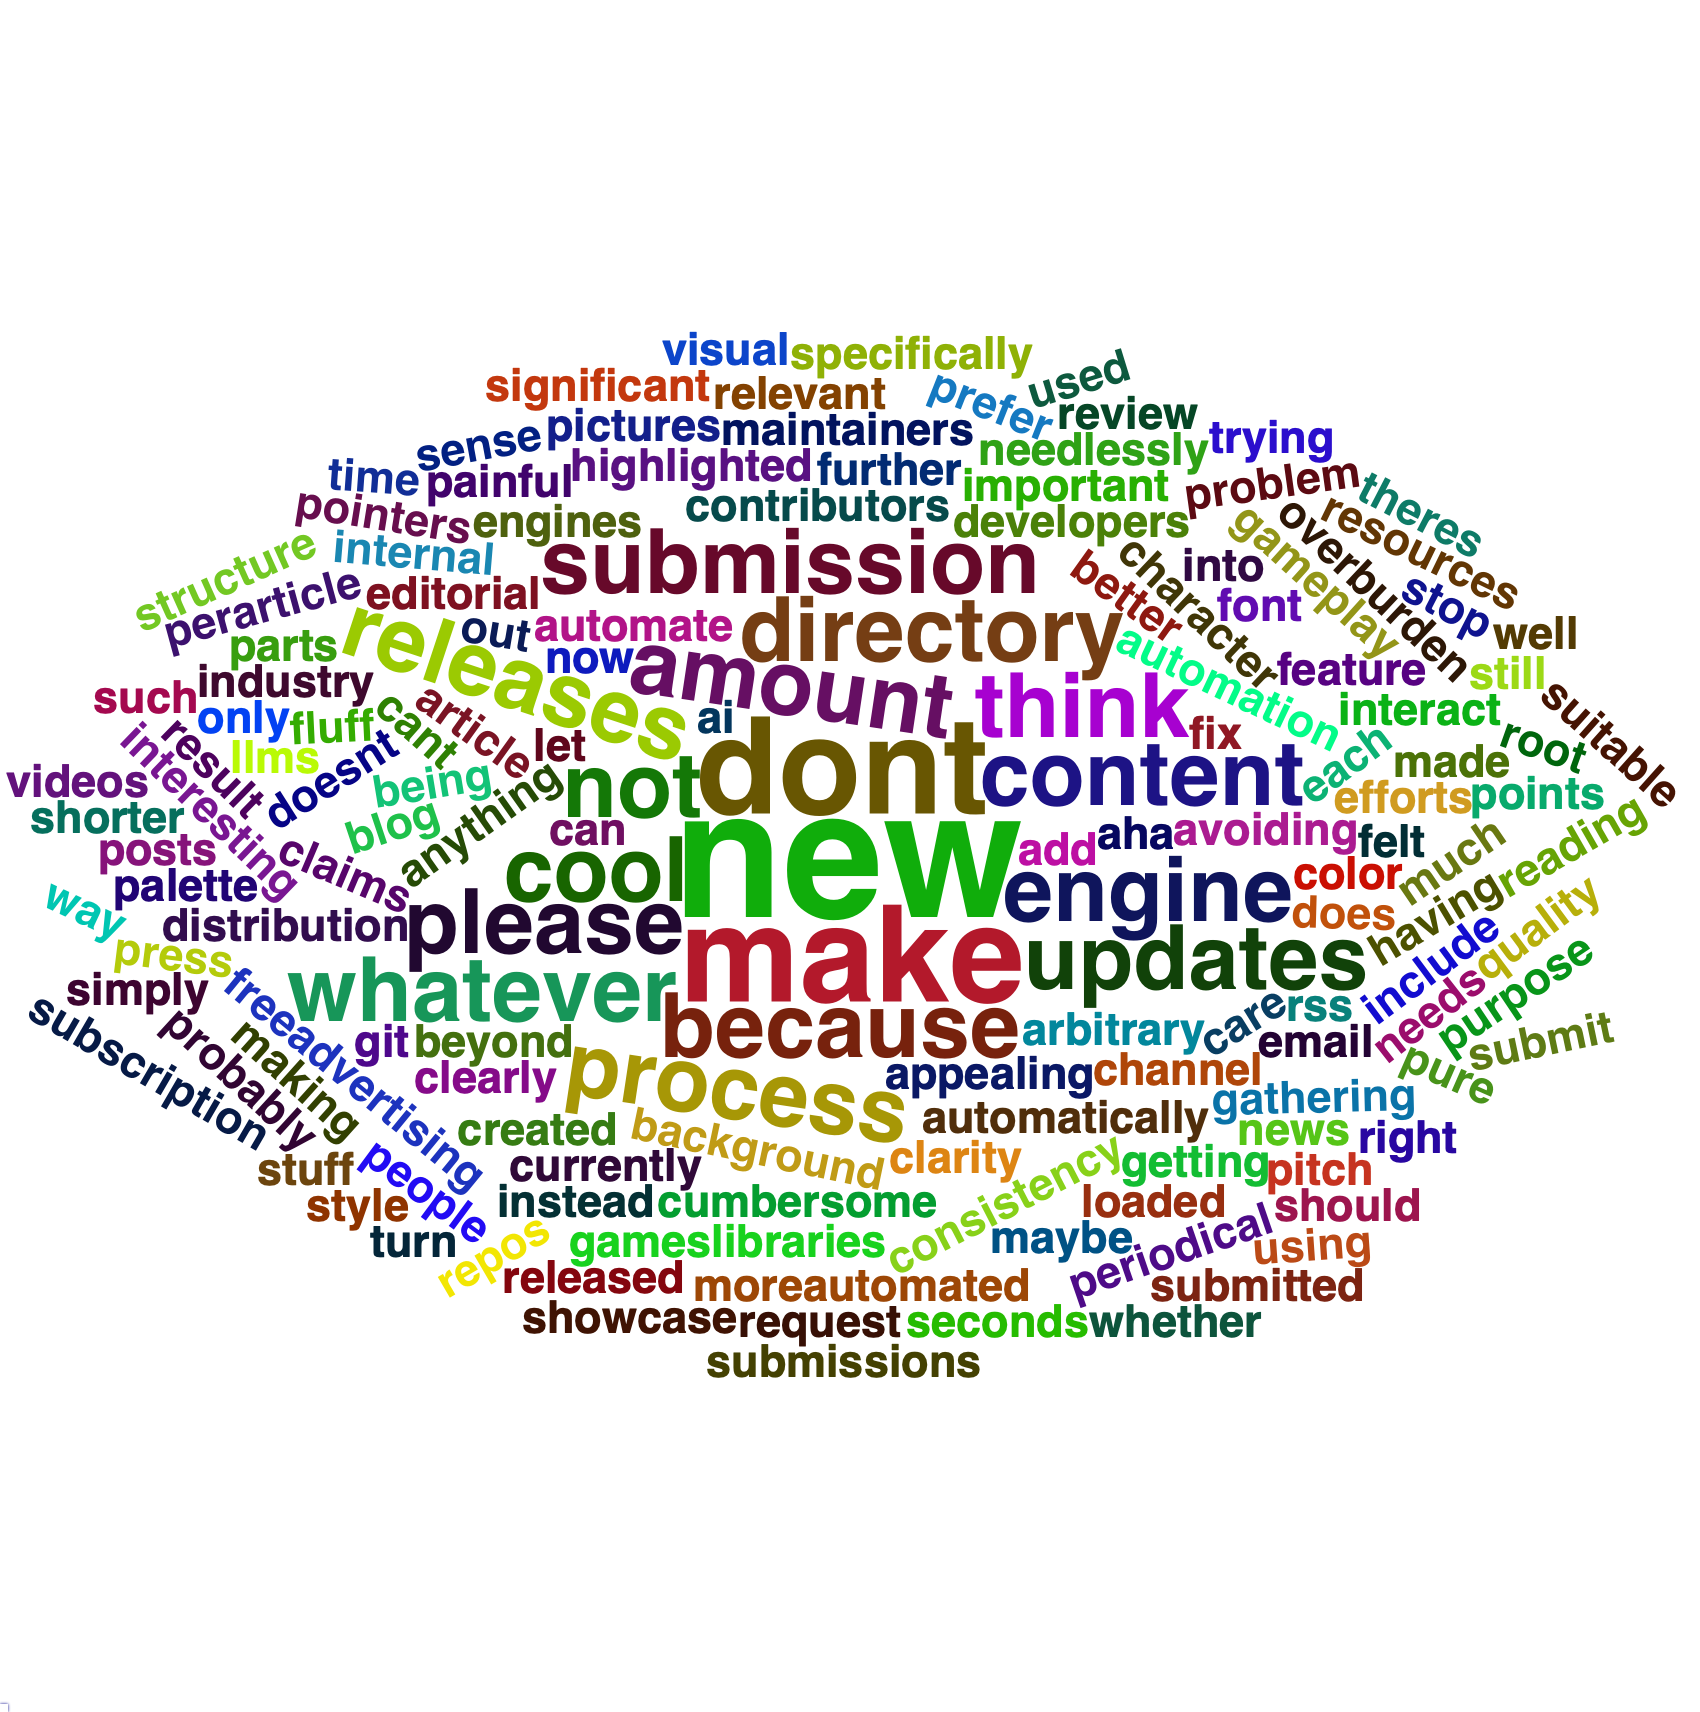 visual specifically
significant relevant prefer used
pictures maintainers review
sense needlessly trying
time painful highlighted further important problem theres
pointers engines contributors developers overburden resources
structure internal submission character into gameplay
perarticle editorial better font stop
releases out automate directory well
parts now amount automation feature still
such industry think interact suitable
only fluff cant article ai fix root
llms let dont each made
videos interesting result doesnt being not content efforts points
shorter blog anything can new add aha avoiding felt reading
posts claims cool color much
palette engine does
way distribution please having
press make updates include quality
simply freeadvertising whatever needs purpose
subscription probably making git beyond because arbitrary care rss email submit
clearly process appealing channel pure
gathering
created background automatically news right
stuff people currently clarity consistency getting pitch
style instead cumbersome loaded should
turn repos gameslibraries maybe periodical using
released moreautomated submitted
showcase request seconds whether
submissions